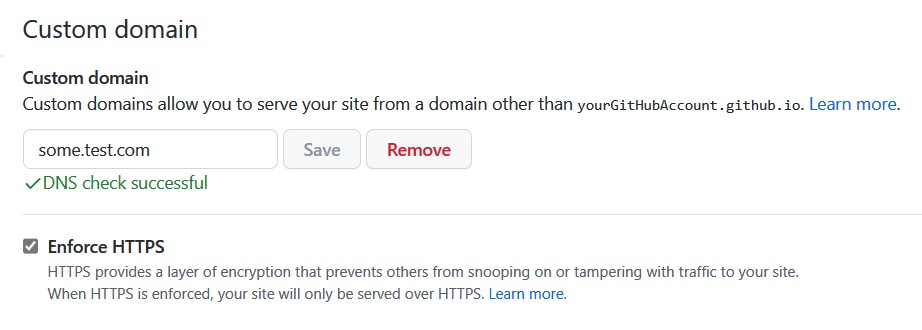 Custom domain
Custom domain
Custom domains allow you to serve your site from a domain other than yourGitHubAccount.github.io. Learn more.
some.test.com Save Remove
✓DNS check successful
Enforce HTTPS
HTTPS provides a layer of encryption that prevents others from snooping on or tampering with traffic to your site.
When HTTPS is enforced, your site will only be served over HTTPS. Learn more.